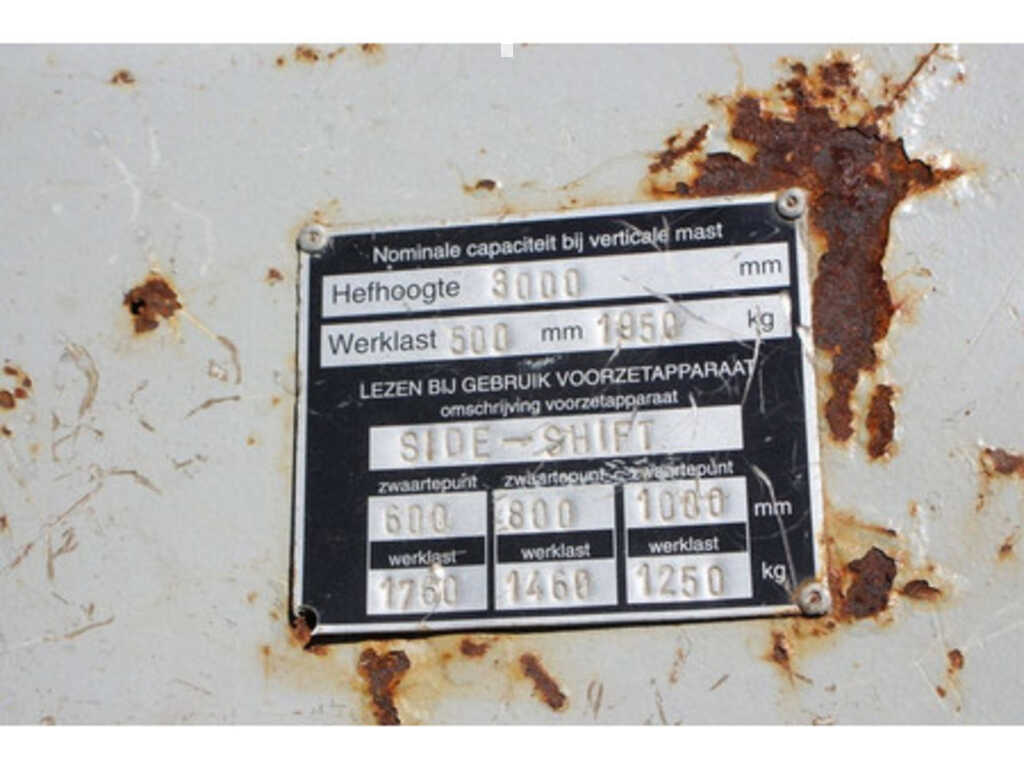 Nominale capaciteit bij verticale mast
Hefhoogte 3000 mm
Werklast 500 mm 1950 kg
LEZEN BIJ GEBRUIK VOORZETAPPARAAT
omschrijving voorzetapparaat
SIDE-SHIFT
zwaartepunt zwaartepunt zwaartepunt
600 800 1000 mm
werklast werklast werklast
1760 1460 1250 kg